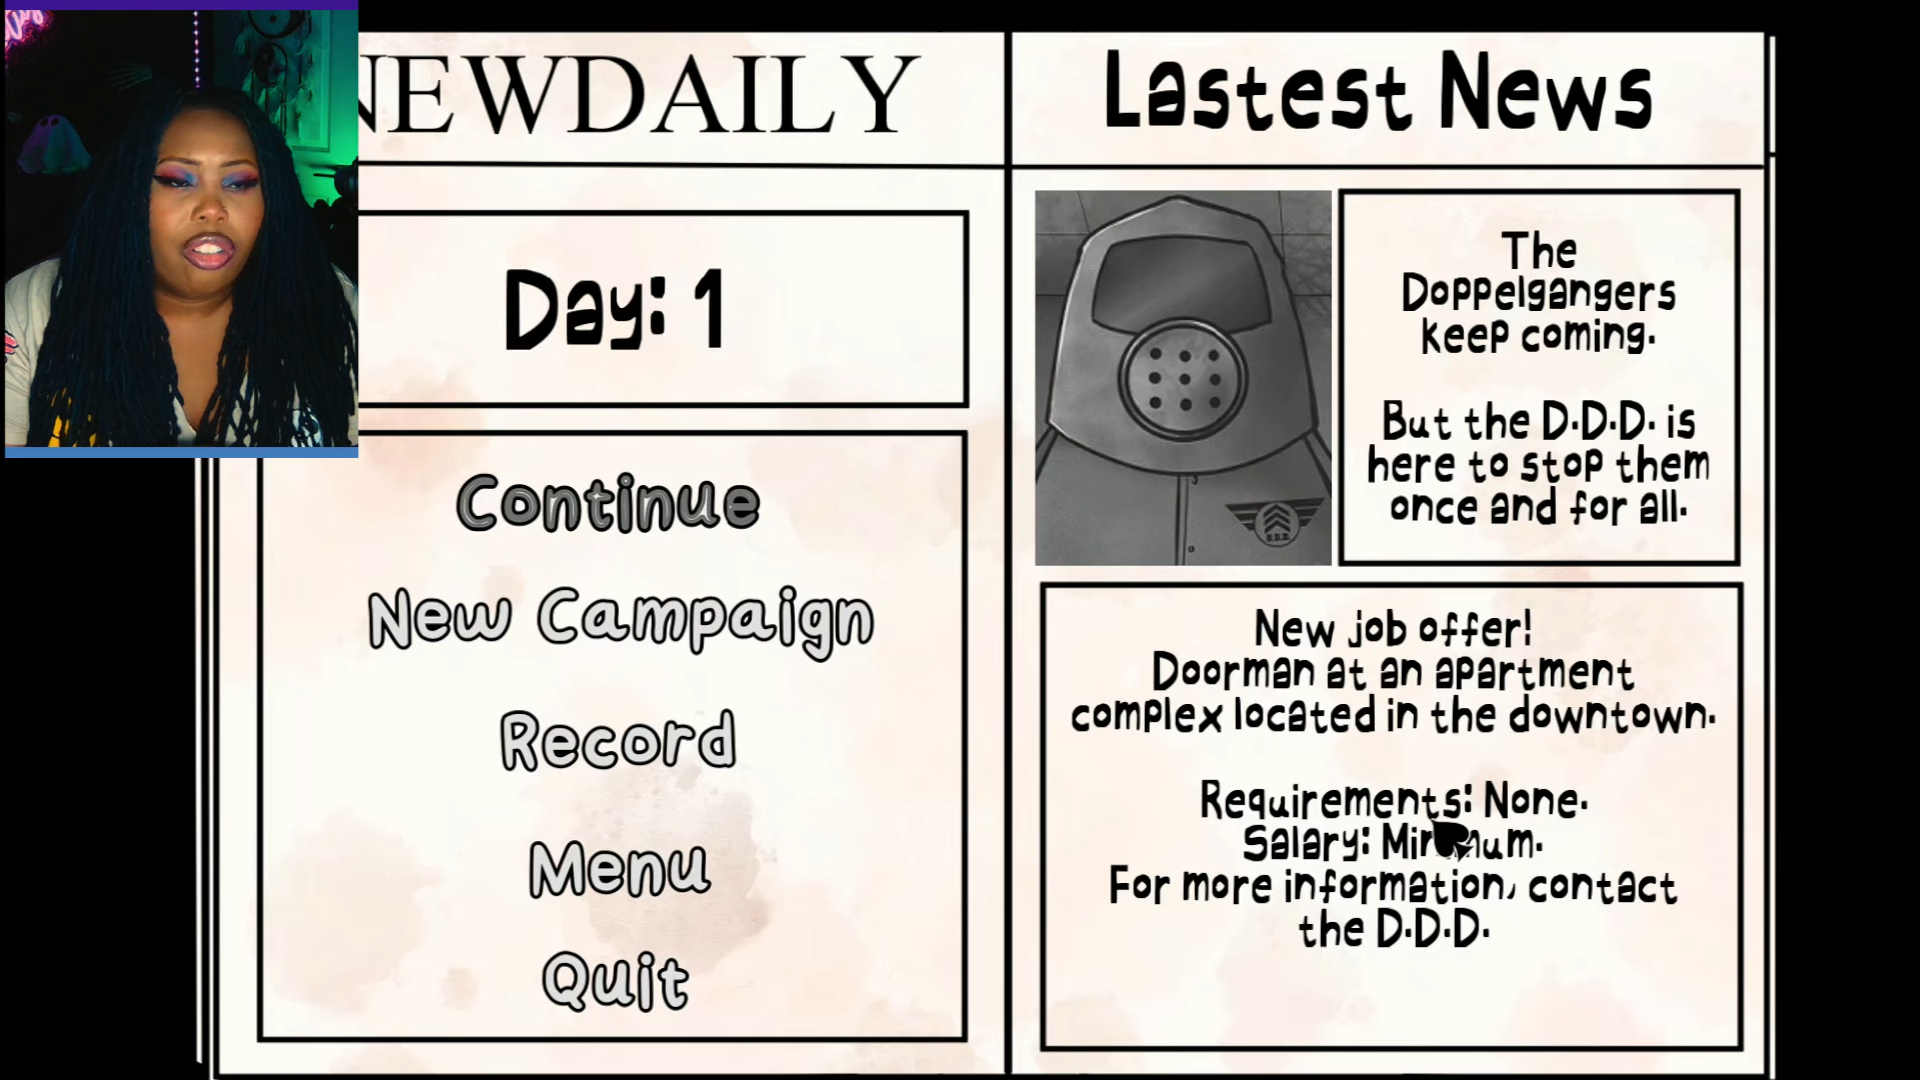 NEWDAILY
Day: 1
Continue
New Campaign
Record
Menu
Quit
Lastest News
D.D.D.
The
Doppelgangers
keep coming.
But the D.D.D. is
here to stop them
once and for all.
New job offer!
Doorman at an apartment
complex located in the downtown.
Requirements: None.
Salary: Minimum.
For more information, contact
the D.D.D.